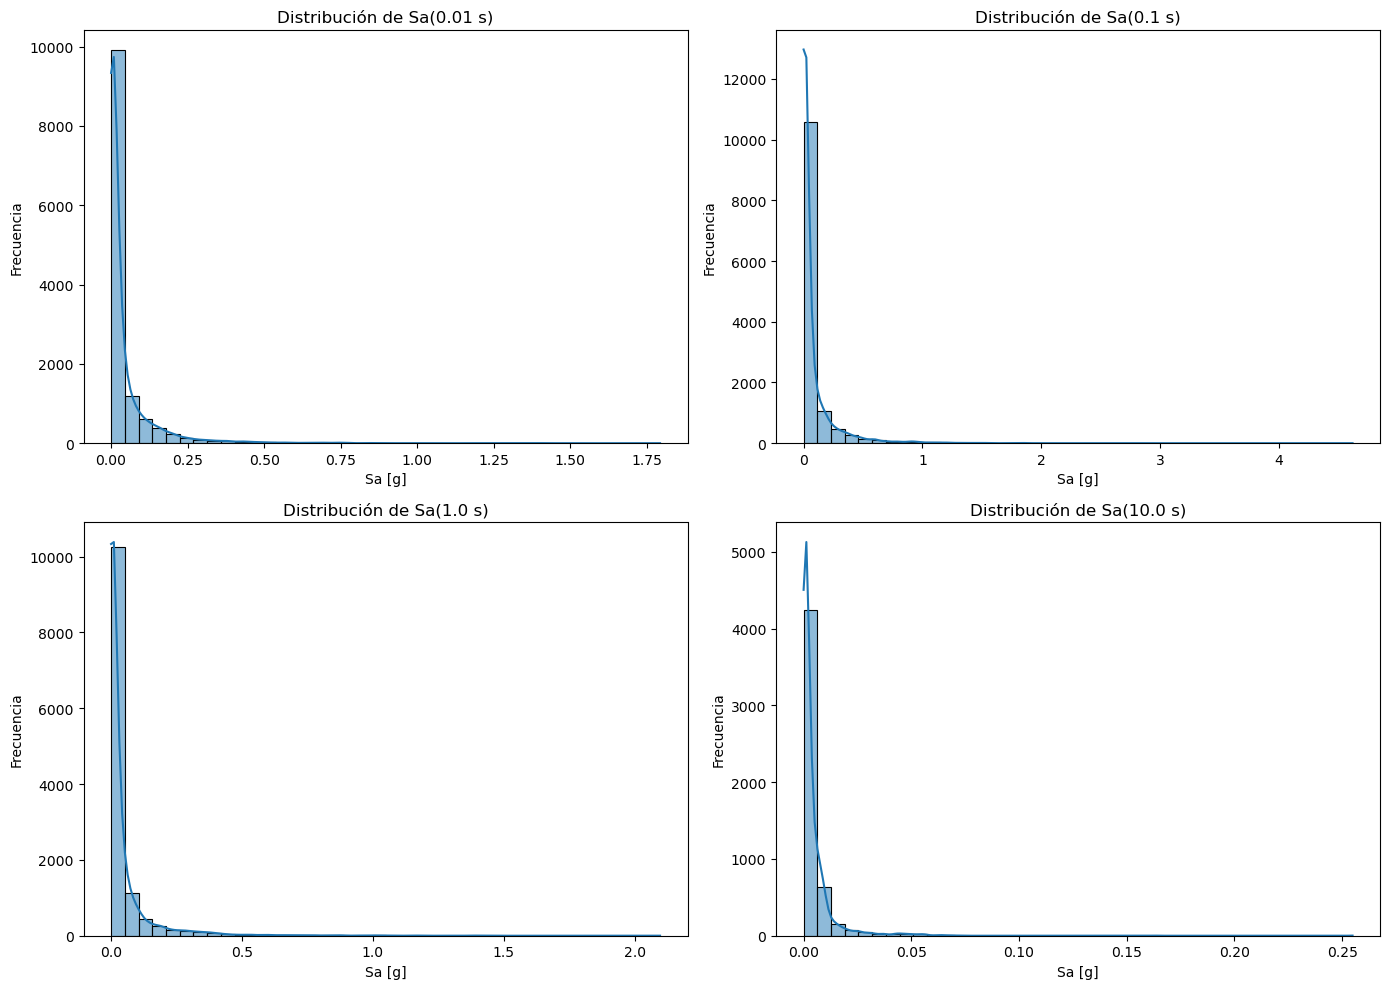 Distribución de Sa(0.01 s)
10000
8000
6000
4000
2000
0
Frecuencia
0.00 0.25 0.50 0.75 1.00 1.25 1.50 1.75
Sa [g]
Distribución de Sa(0.1 s)
12000
10000
8000
6000
4000
2000
0
Frecuencia
0 1 2 3 4
Sa [g]
Distribución de Sa(1.0 s)
10000
8000
6000
4000
2000
0
Frecuencia
0.0 0.5 1.0 1.5 2.0
Sa [g]
Distribución de Sa(10.0 s)
5000
4000
3000
2000
1000
0
Frecuencia
0.00 0.05 0.10 0.15 0.20 0.25
Sa [g]